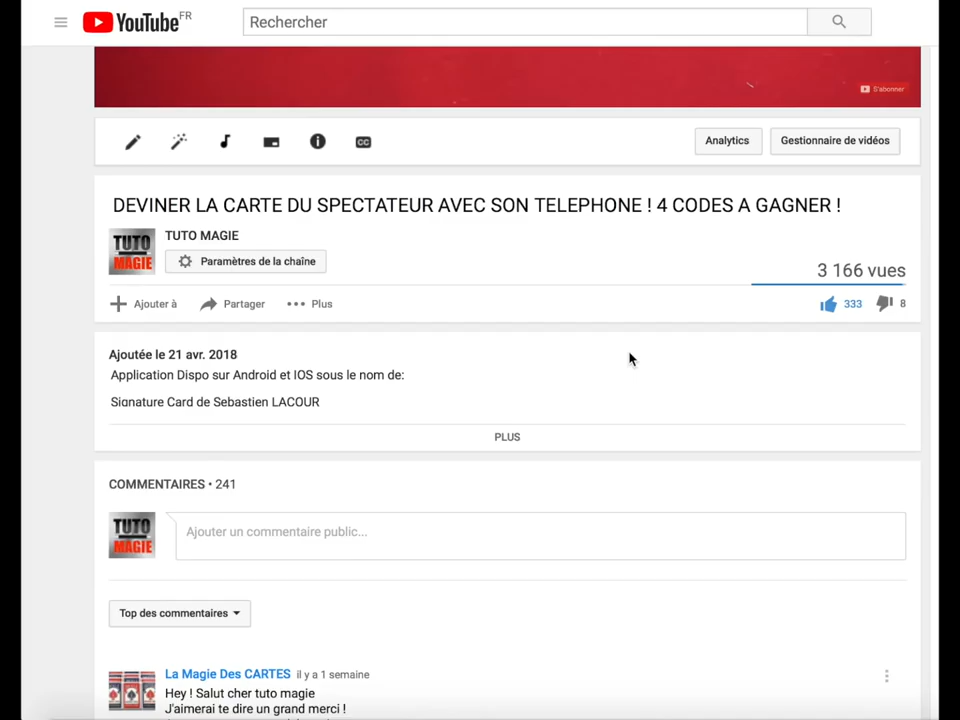 YouTube FR
Rechercher
S'abonner
Analytics
Gestionnaire de vidéos
DEVINER LA CARTE DU SPECTATEUR AVEC SON TELEPHONE ! 4 CODES A GAGNER !
TUTO MAGIE
TUTO MAGIE
Paramètres de la chaîne
3 166 vues
Ajouter à
Partager
Plus
333
8
Ajoutée le 21 avr. 2018
Application Dispo sur Android et IOS sous le nom de:
Signature Card de Sebastien LACOUR
PLUS
COMMENTAIRES • 241
TUTO MAGIE
Ajouter un commentaire public...
Top des commentaires
La Magie Des CARTES il y a 1 semaine
Hey ! Salut cher tuto magie
J'aimerai te dire un grand merci !